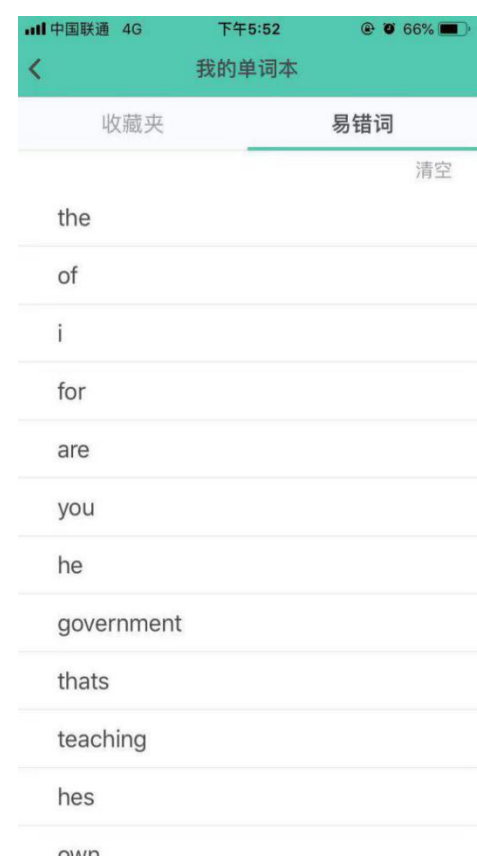 中国联通 4G 下午5:52 66%
我的单词本
收藏夹 易错词
清空
the
of
i
for
are
you
he
government
thats
teaching
hes
own